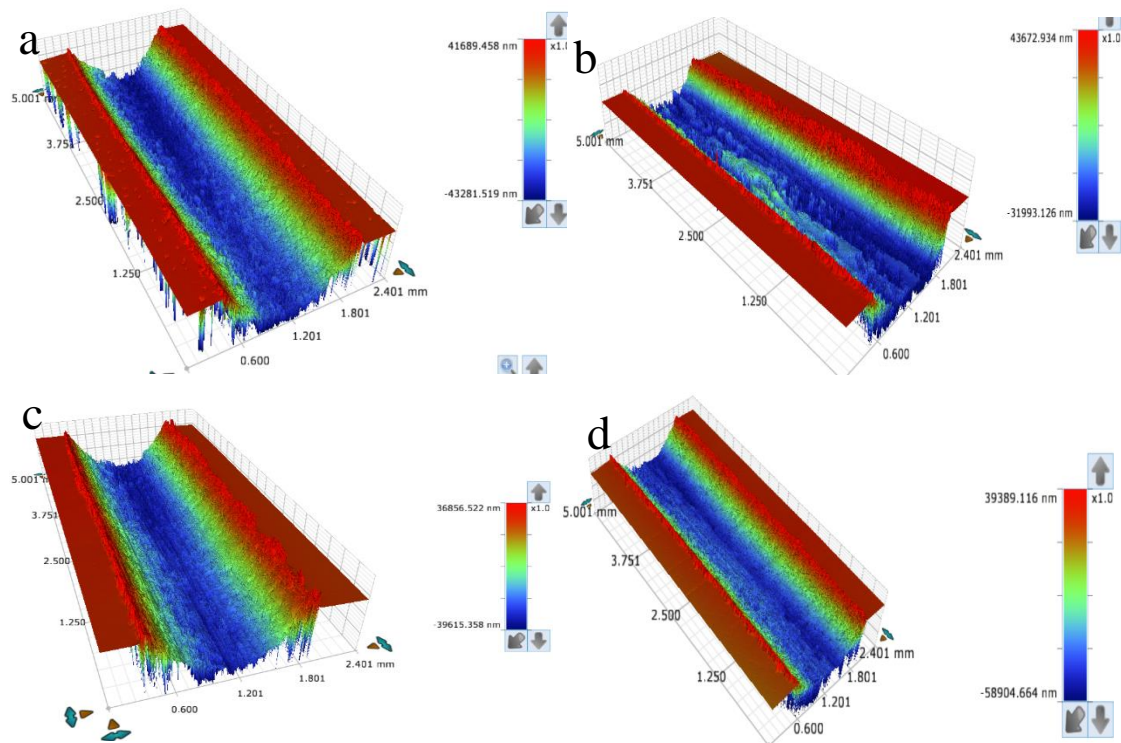 a
41689.458 nm
x1.0
-43281.519 nm
5.001 mm
3.751
2.500
1.250
0.600
1.201
1.801
2.401 mm
b
43672.934 nm
x1.0
-31993.126 nm
5.001 mm
3.751
2.500
1.250
0.600
1.201
1.801
2.401 mm
c
36856.522 nm
x1.0
-39615.358 nm
5.001
3.751
2.500
1.250
0.600
1.201
1.801
2.401 mm
d
39389.116 nm
x1.0
-58904.664 nm
5.001 mm
3.751
2.500
1.250
0.600
1.201
1.801
2.401 mm